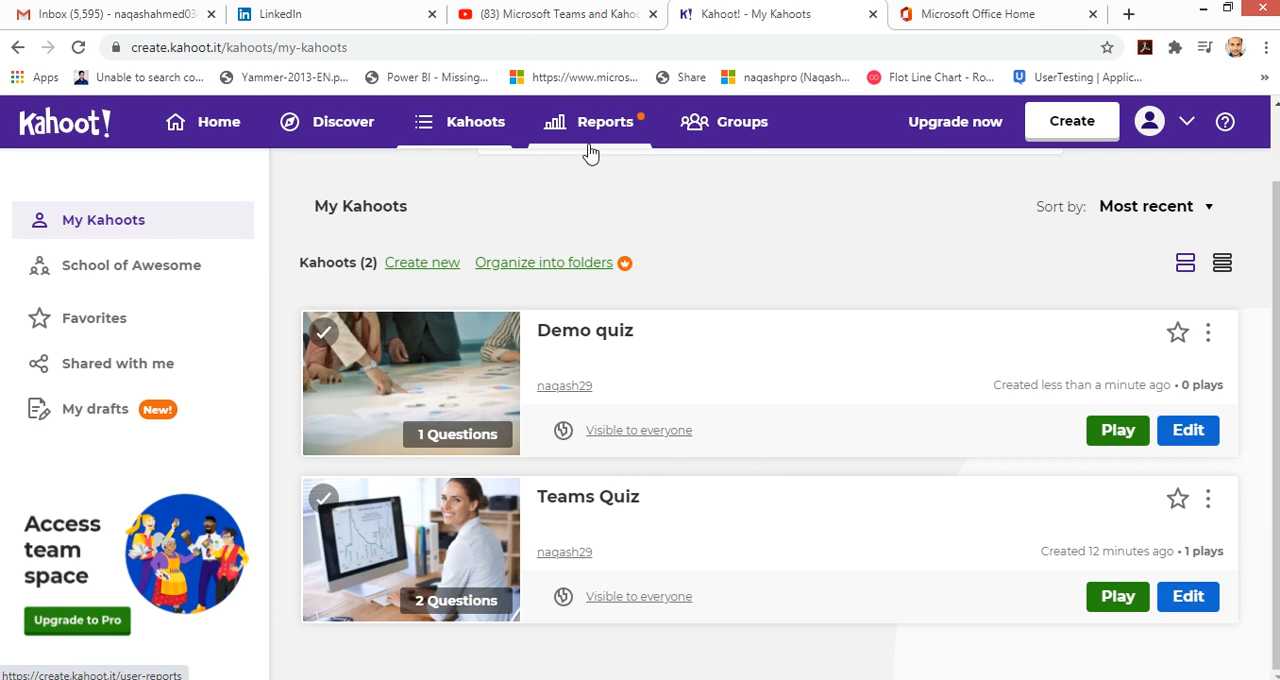 Inbox (5,595) - naqashahmed03
LinkedIn
(83) Microsoft Teams and Kahoo
K! Kahoot! - My Kahoots
Microsoft Office Home
create.kahoot.it/kahoots/my-kahoots
Apps
Unable to search co...
Yammer-2013-EN.p...
Power BI - Missing...
https://www.micros...
Share
naqashpro (Naqash...
Flot Line Chart - Ro...
UserTesting | Applic...
»
Kahoot!
Home
Discover
Kahoots
Reports
Groups
Upgrade now
Create
My Kahoots
School of Awesome
Favorites
Shared with me
My drafts New!
Access
team
space
Upgrade to Pro
My Kahoots
Sort by: Most recent
Kahoots (2) Create new Organize into folders
1 Questions
Demo quiz
naqash29
Created less than a minute ago • 0 plays
Visible to everyone
Play
Edit
2 Questions
Teams Quiz
naqash29
Created 12 minutes ago • 1 plays
Visible to everyone
Play
Edit
https://create.kahoot.it/user-reports